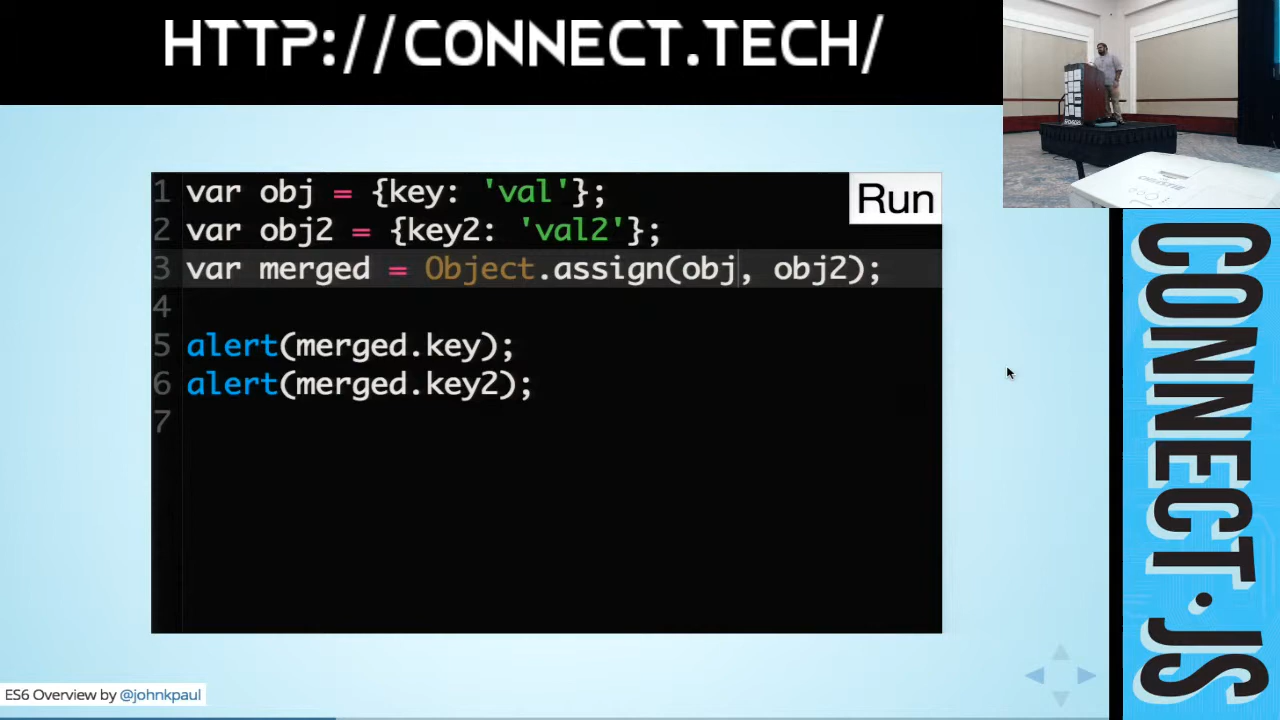 HTTP://CONNECT.TECH/
1 var obj = {key: 'val'};
2 var obj2 = {key2: 'val2'};
3 var merged = Object.assign(obj, obj2);
4
5 alert(merged.key);
6 alert(merged.key2);
7
Run
CONNECT.JS
ES6 Overview by @johnkpaul
CHRISTIE